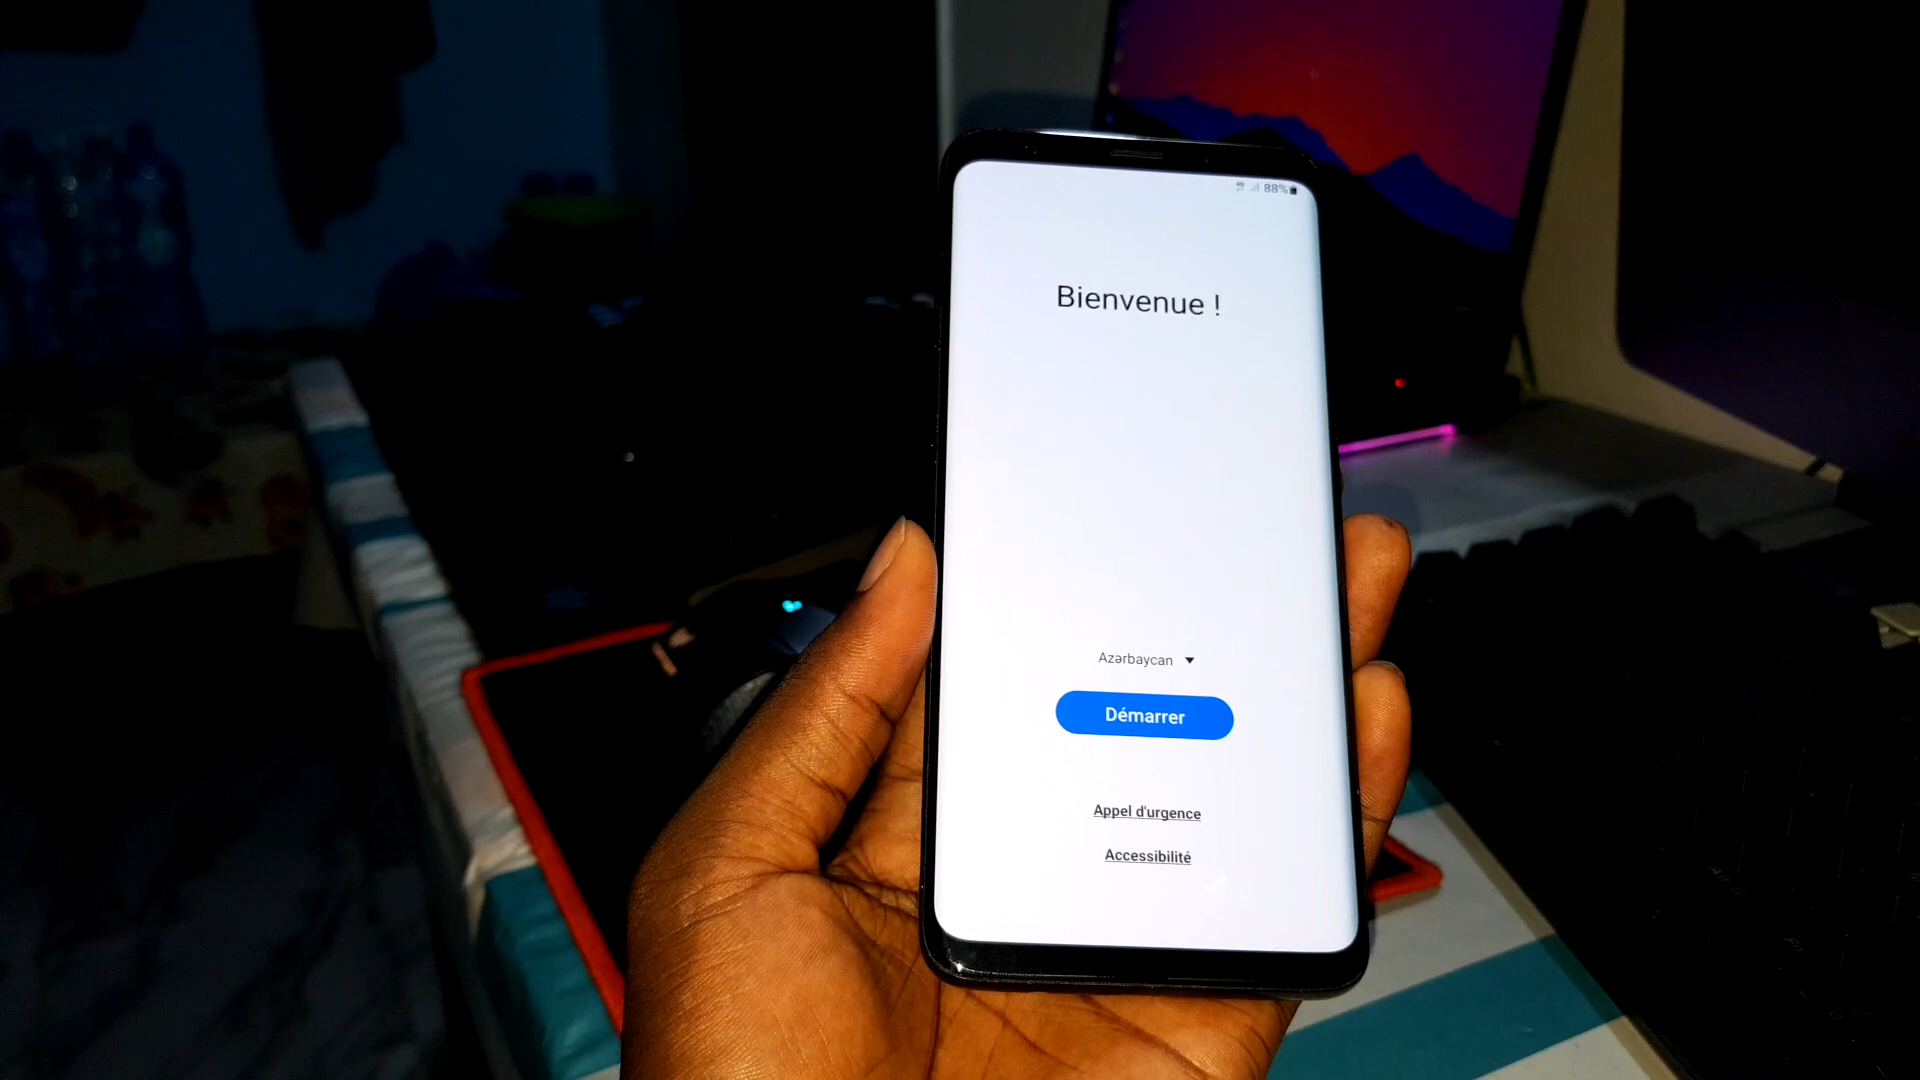 88%
Bienvenue !
Azərbaycan
Démarrer
Appel d'urgence
Accessibilité